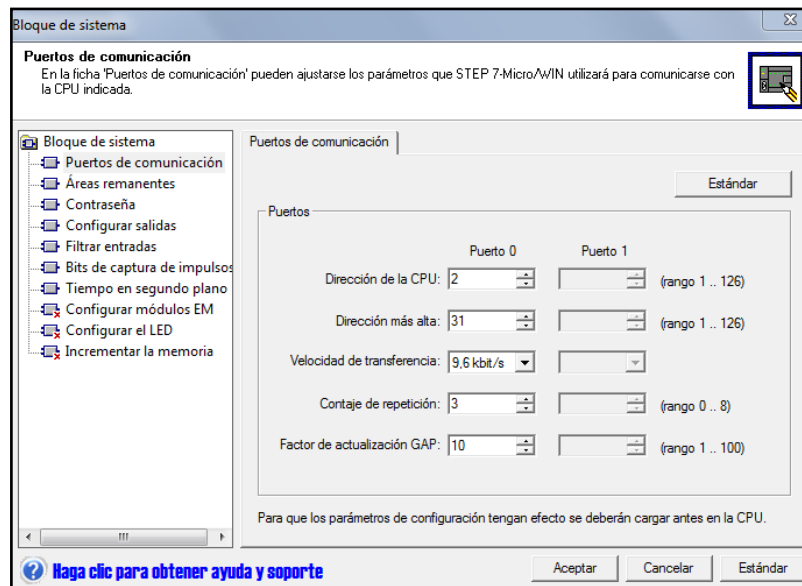 Bloque de sistema
Puertos de comunicación
En la ficha 'Puertos de comunicación' pueden ajustarse los parámetros que STEP 7-Micro/WIN utilizará para comunicarse con
la CPU indicada.
Bloque de sistema
Puertos de comunicación
Áreas remanentes
Contraseña
Configurar salidas
Filtrar entradas
Bits de captura de impulsos
Tiempo en segundo plano
Configurar módulos EM
Configurar el LED
Incrementar la memoria
Puertos de comunicación
Estándar
Puertos
Puerto 0 Puerto 1
Dirección de la CPU: 2 (rango 1 .. 126)
Dirección más alta: 31 (rango 1 .. 126)
Velocidad de transferencia: 9,6 kbit/s
Contaje de repetición: 3 (rango 0 .. 8)
Factor de actualización GAP: 10 (rango 1 .. 100)
Para que los parámetros de configuración tengan efecto se deberán cargar antes en la CPU.
Haga clic para obtener ayuda y soporte
Aceptar Cancelar Estándar